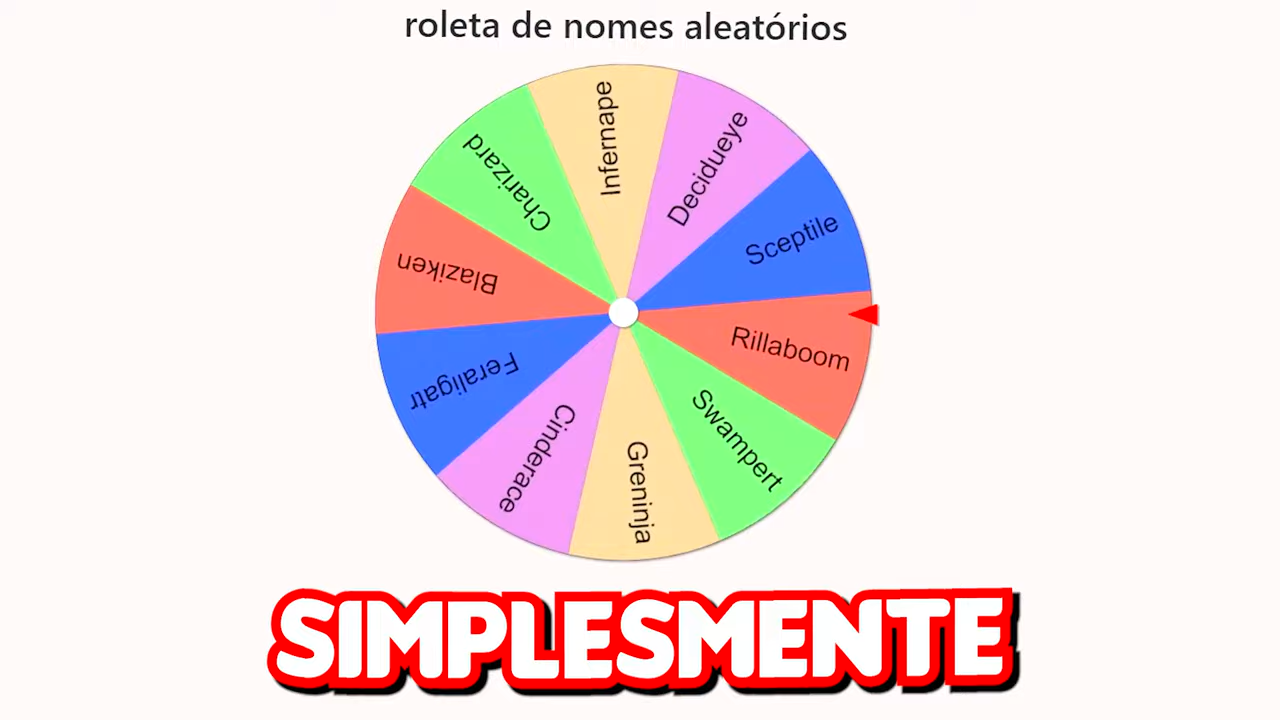 roleta de nomes aleatórios
Infernape
Decidueye
Sceptile
Rillaboom
Swampert
Greninja
Cinderace
Feraligatr
Blaziken
Charizard
SIMPLESMENTE